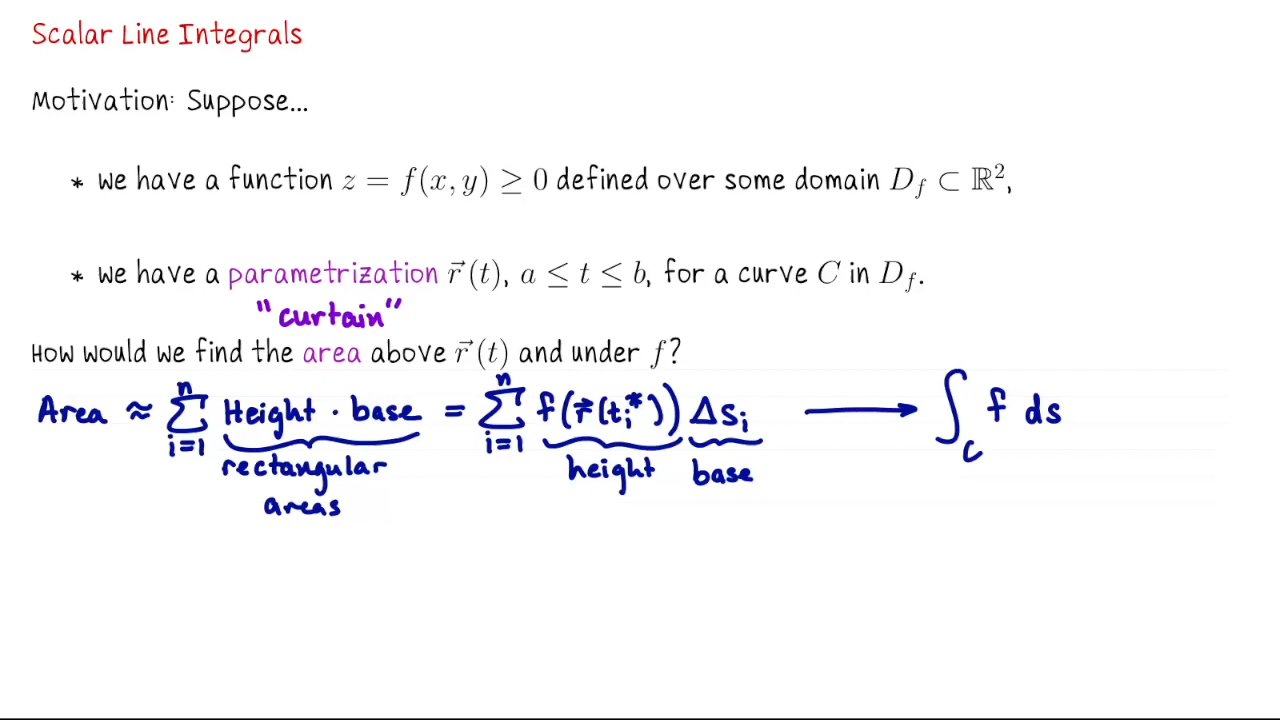 Scalar Line Integrals
Motivation: Suppose...
* we have a function z = f(x, y) ≥ 0 defined over some domain D_f ⊂ ℝ²,
* we have a parametrization r⃗(t), a ≤ t ≤ b, for a curve C in D_f.
"curtain"
How would we find the area above r⃗(t) and under f?
Area ≈ ∑_{i=1}^{n} Height · base = ∑_{i=1}^{n} f(r⃗(t_i*)) Δs_i ⟶ ∫_C f ds
rectangular areas height base